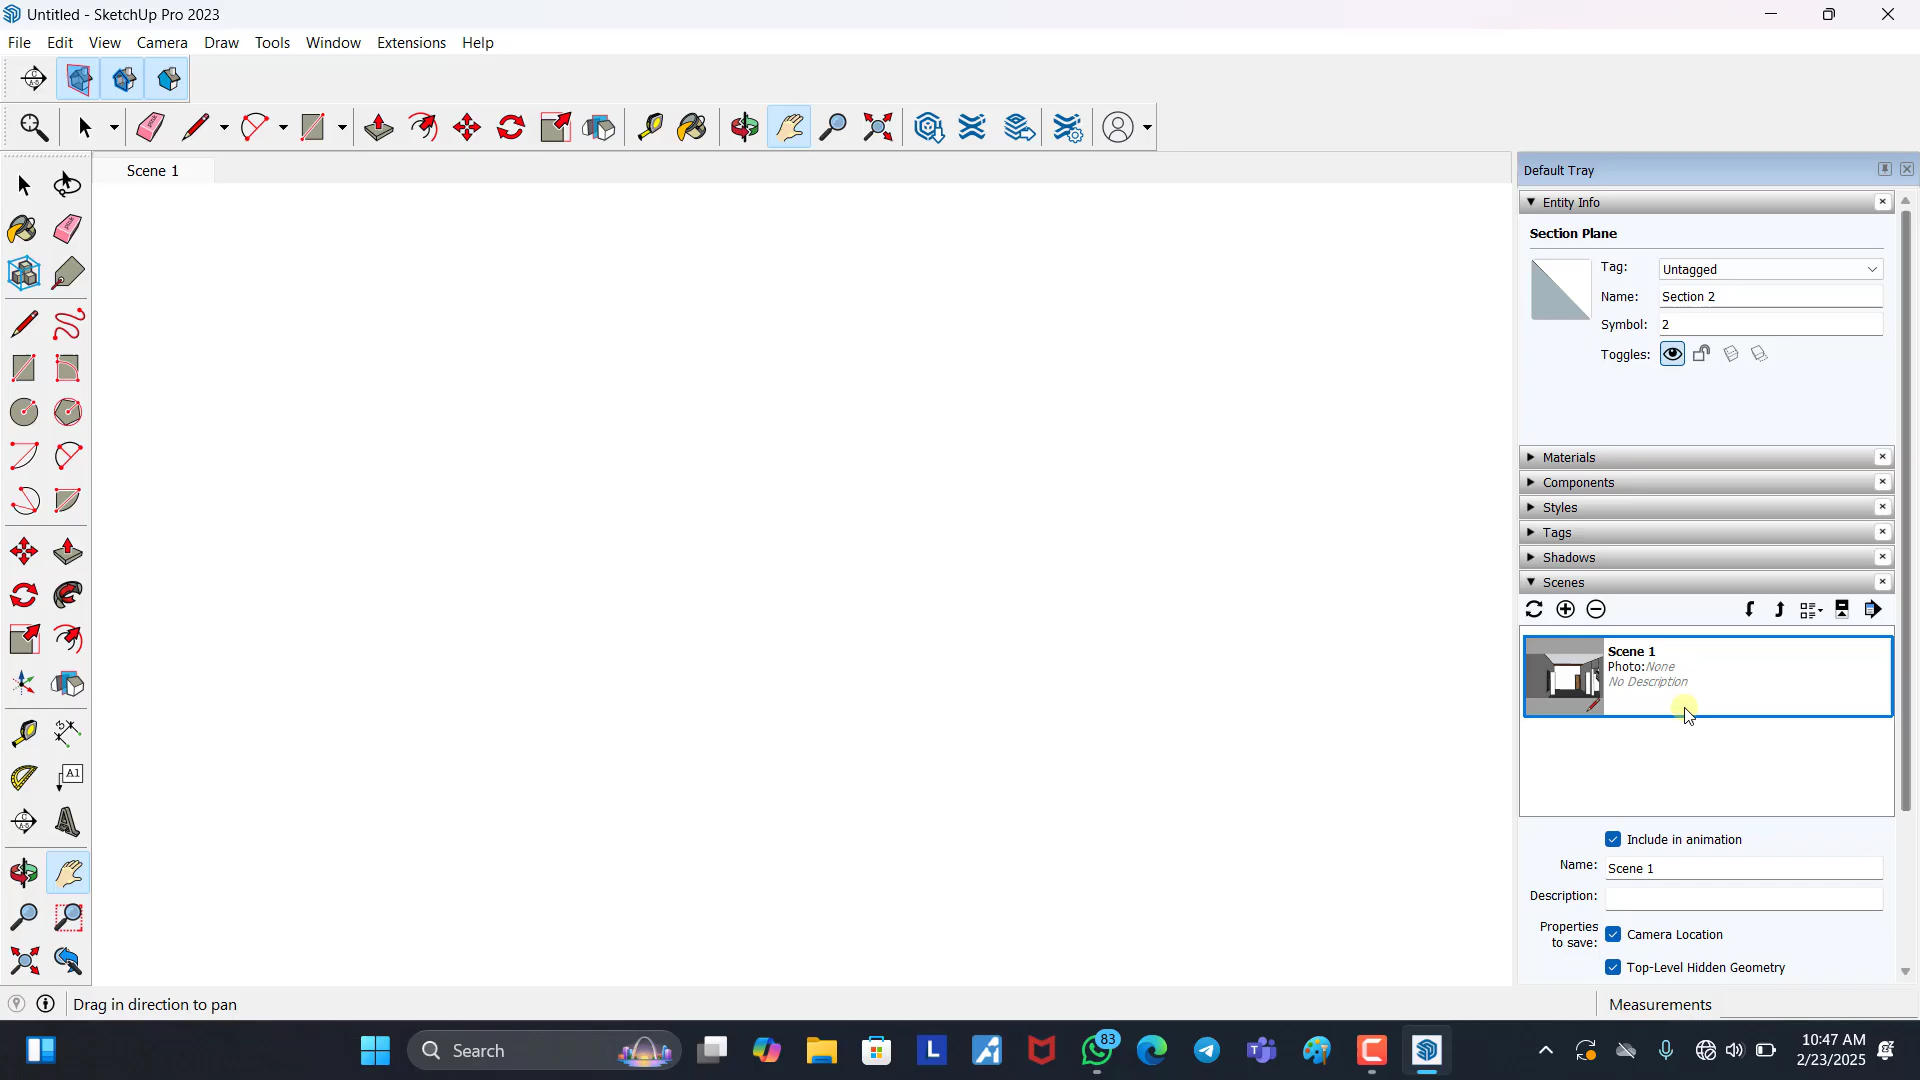 Untitled - SketchUp Pro 2023
File Edit View Camera Draw Tools Window Extensions Help
Scene 1
Default Tray
Entity Info
Section Plane
Tag: Untagged
Name: Section 2
Symbol: 2
Toggles:
Materials
Components
Styles
Tags
Shadows
Scenes
Scene 1
Photo:None
No Description
Include in animation
Name: Scene 1
Description:
Properties to save:
Camera Location
Top-Level Hidden Geometry
A1
Drag in direction to pan
Measurements
Search
83
10:47 AM
2/23/2025